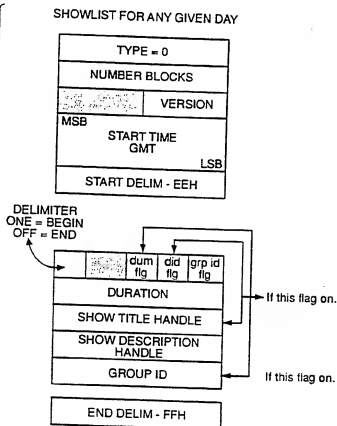 SHOWLIST FOR ANY GIVEN DAY
TYPE = 0
NUMBER BLOCKS
VERSION
MSB
START TIME
GMT
LSB
START DELIM - EEH
DELIMITER
ONE = BEGIN
OFF = END
dum flg
did flg
grp id flg
DURATION
If this flag on.
SHOW TITLE HANDLE
SHOW DESCRIPTION
HANDLE
GROUP ID
If this flag on.
END DELIM - FFH